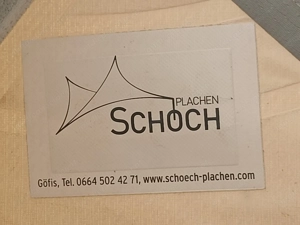 PLACHEN
SCHOCH
Göfis, Tel. 0664 502 42 71, www.schoech-plachen.com